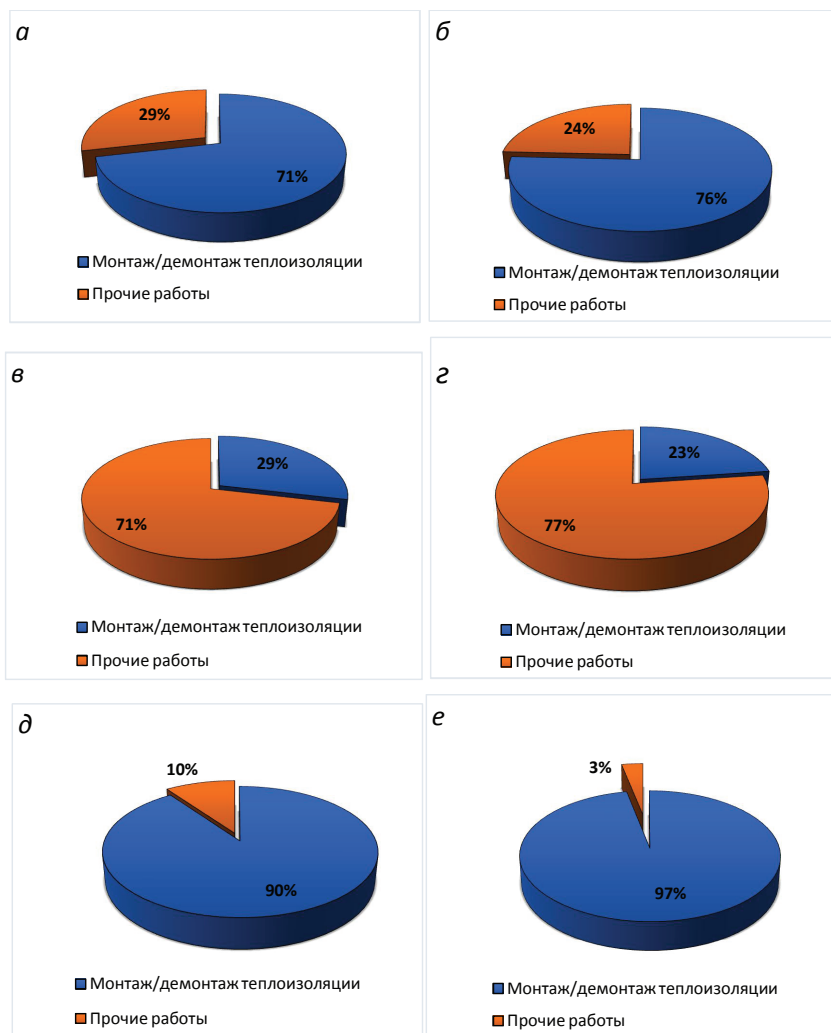 а
29%
71%
Монтаж/демонтаж теплоизоляции
Прочие работы
б
24%
76%
Монтаж/демонтаж теплоизоляции
Прочие работы
в
29%
71%
Монтаж/демонтаж теплоизоляции
Прочие работы
г
23%
77%
Монтаж/демонтаж теплоизоляции
Прочие работы
д
10%
90%
Монтаж/демонтаж теплоизоляции
Прочие работы
е
3%
97%
Монтаж/демонтаж теплоизоляции
Прочие работы